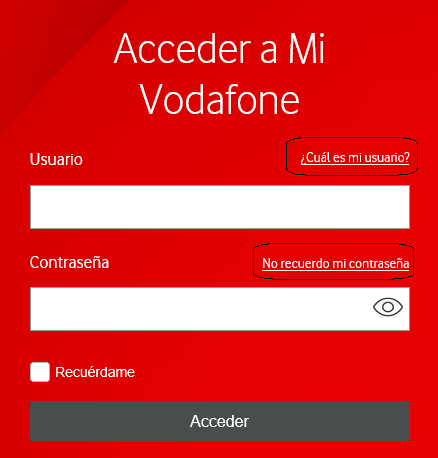 Acceder a Mi
Vodafone
Usuario
¿Cuál es mi usuario?
Contraseña
No recuerdo mi contraseña
Recuérdame
Acceder